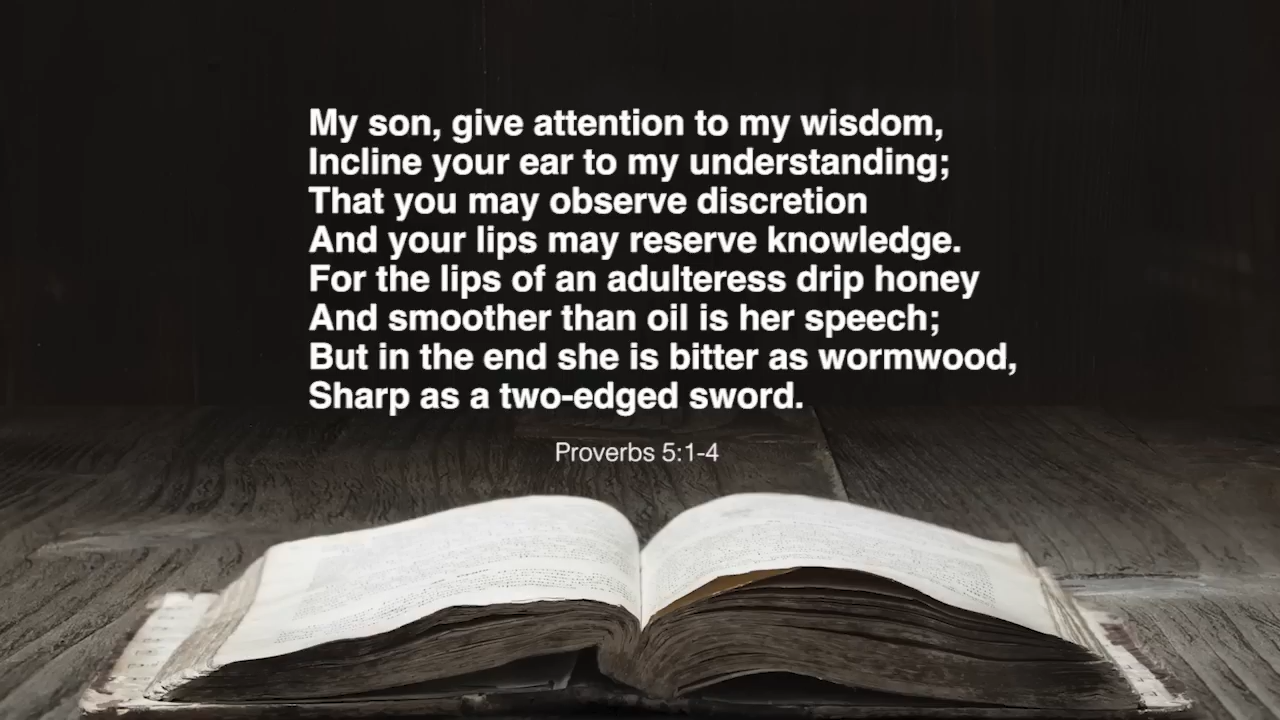 My son, give attention to my wisdom,
Incline your ear to my understanding;
That you may observe discretion
And your lips may reserve knowledge.
For the lips of an adulteress drip honey
And smoother than oil is her speech;
But in the end she is bitter as wormwood,
Sharp as a two-edged sword.
Proverbs 5:1-4